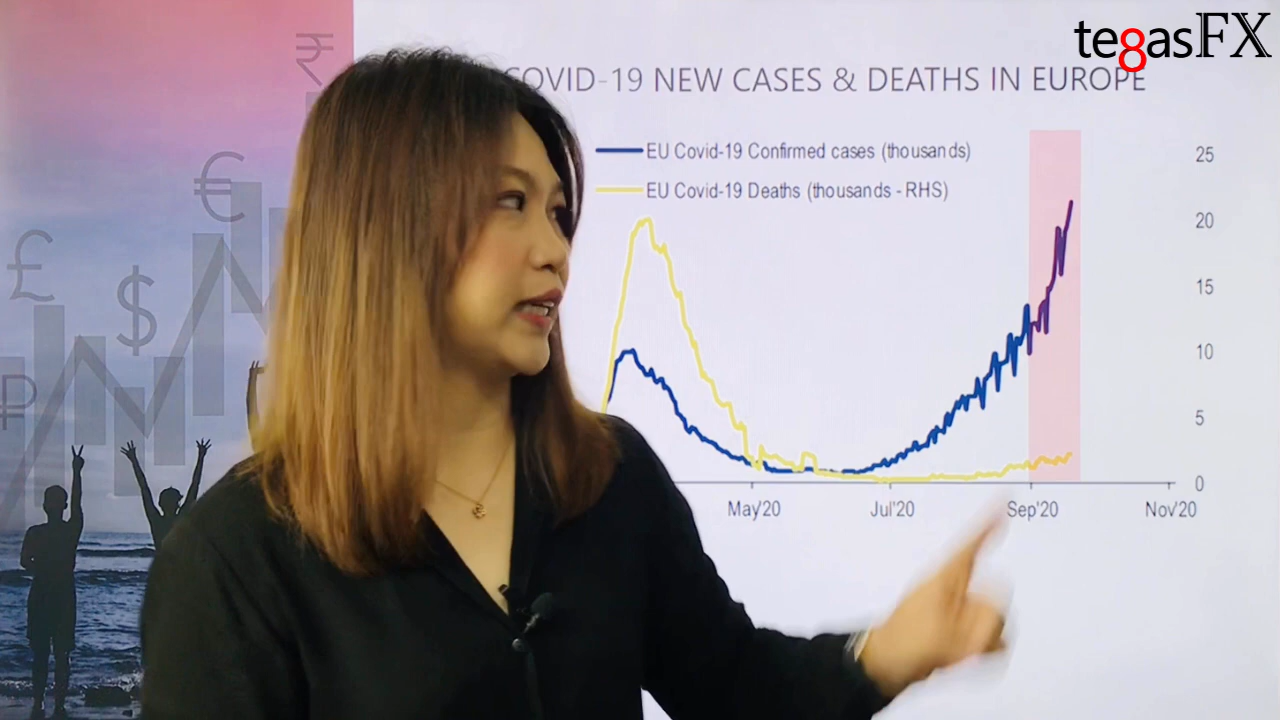 te8asFX
COVID-19 NEW CASES & DEATHS IN EUROPE
EU Covid-19 Confirmed cases (thousands)
EU Covid-19 Deaths (thousands - RHS)
25
20
15
10
5
0
May'20
Jul'20
Sep'20
Nov'20
₹
€
£
$
₽